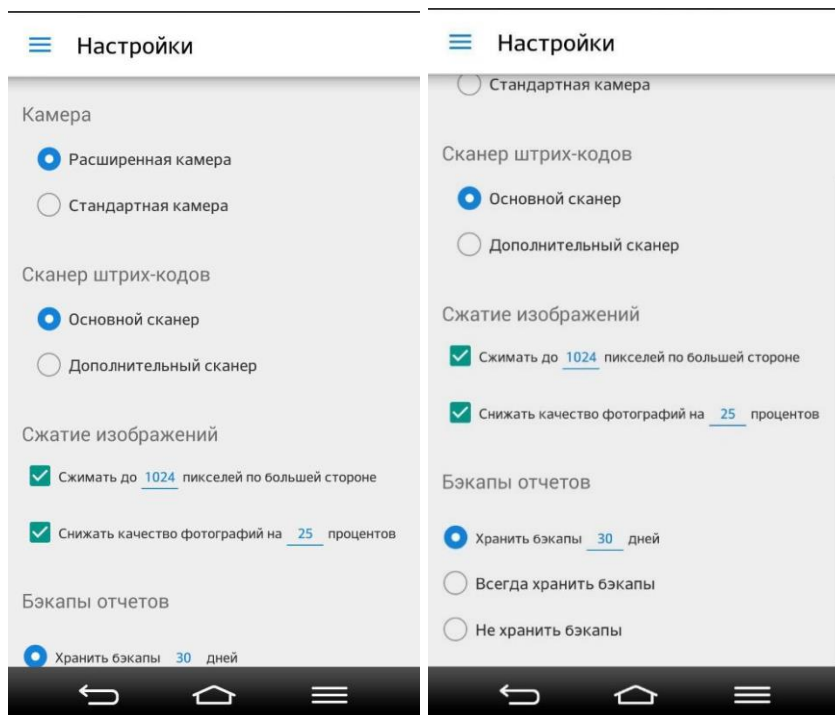 Настройки
Камера
Расширенная камера
Стандартная камера
Сканер штрих-кодов
Основной сканер
Дополнительный сканер
Сжатие изображений
Сжимать до 1024 пикселей по большей стороне
Снижать качество фотографий на 25 процентов
Бэкапы отчетов
Хранить бэкапы 30 дней
Настройки
Стандартная камера
Сканер штрих-кодов
Основной сканер
Дополнительный сканер
Сжатие изображений
Сжимать до 1024 пикселей по большей стороне
Снижать качество фотографий на 25 процентов
Бэкапы отчетов
Хранить бэкапы 30 дней
Всегда хранить бэкапы
Не хранить бэкапы